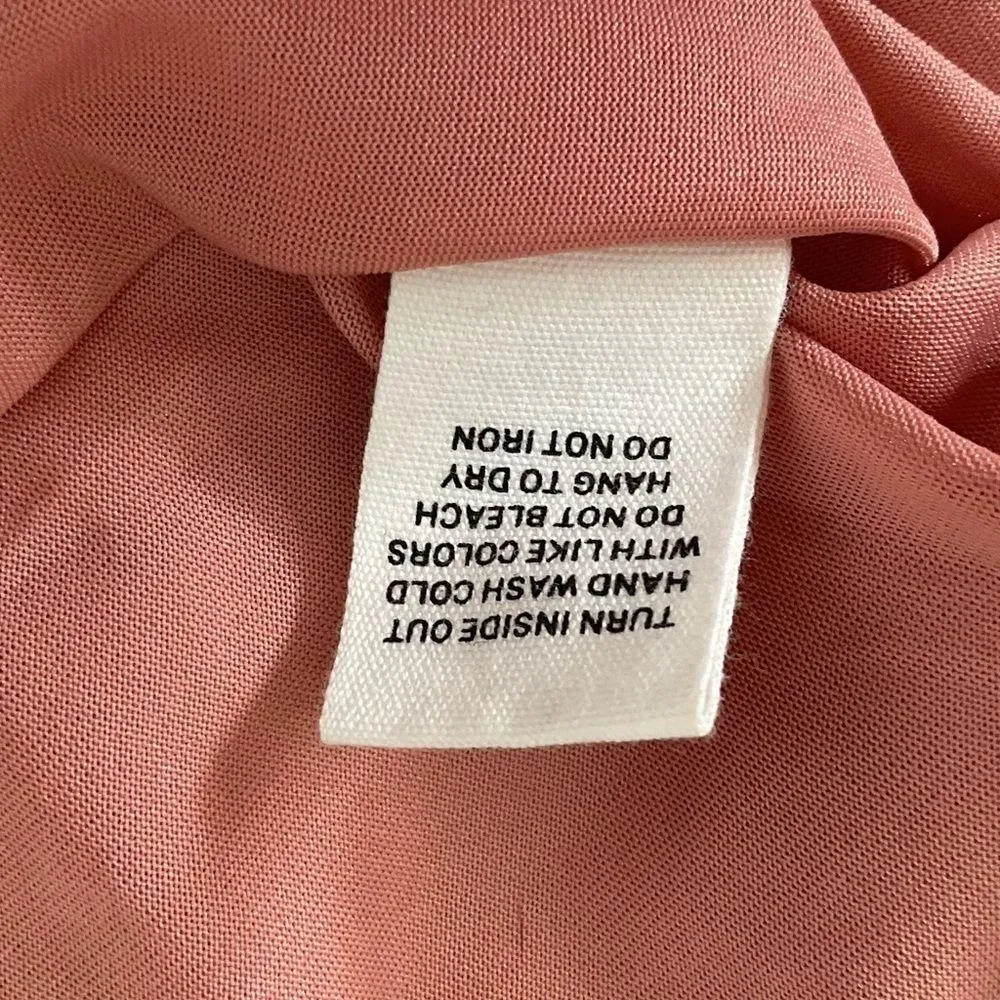 TURN INSIDE OUT
HAND WASH COLD
WITH LIKE COLORS
DO NOT BLEACH
HANG TO DRY
DO NOT IRON